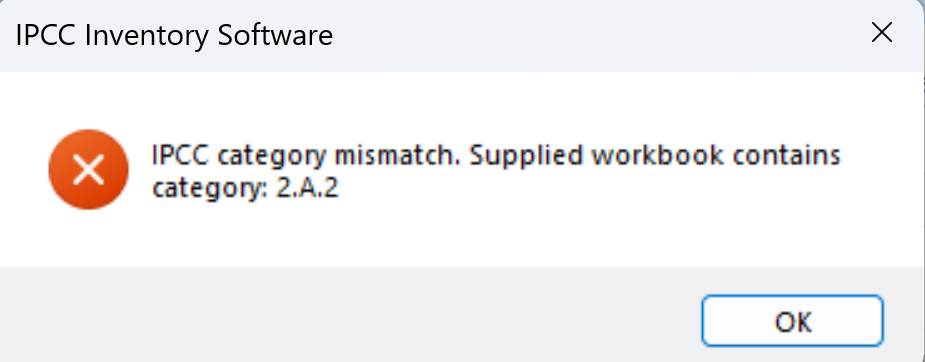 IPCC Inventory Software
IPCC category mismatch. Supplied workbook contains
category: 2.A.2
OK